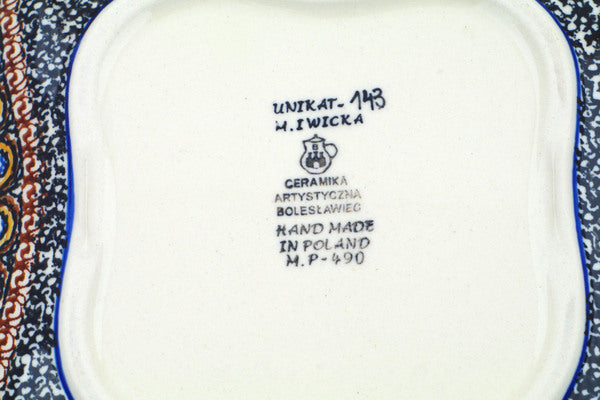 UNIKAT-143
M.IWICKA
B
CERAMIKA
ARTYSTYCZNA
BOLESŁAWIEC
HAND MADE
IN POLAND
M.P-490